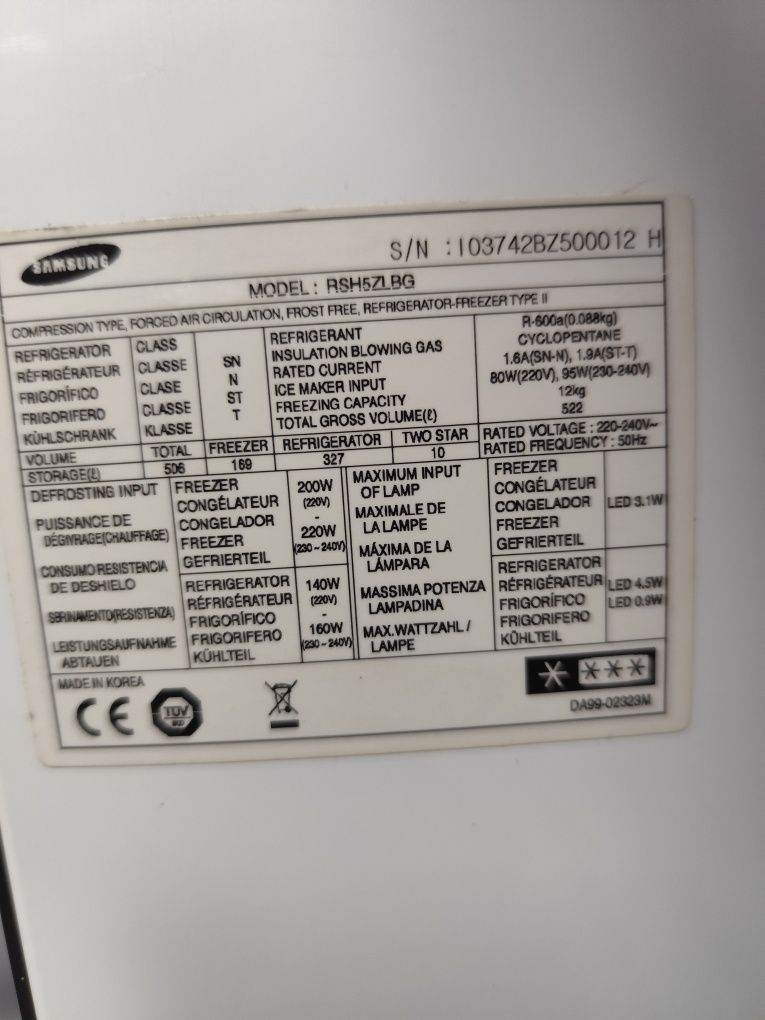 SAMSUNG
S/N :I03742BZ500012 H
MODEL: RSH5ZLBG
COMPRESSION TYPE, FORCED AIR CIRCULATION, FROST FREE, REFRIGERATOR-FREEZER TYPE II
REFRIGERATOR CLASS
RÉFRIGÉRATEUR CLASSE
FRIGORÍFICO CLASE
FRIGORIFERO CLASSE
KÜHLSCHRANK KLASSE
SN
N
ST
T
REFRIGERANT R-600a(0.088kg)
INSULATION BLOWING GAS CYCLOPENTANE
RATED CURRENT 1.6A(SN-N), 1.9A(ST-T)
ICE MAKER INPUT 80W(220V), 95W(230-240V)
FREEZING CAPACITY 12kg
TOTAL GROSS VOLUME(ℓ) 522
VOLUME TOTAL FREEZER REFRIGERATOR TWO STAR
STORAGE(ℓ) 506 169 327 10
RATED VOLTAGE : 220-240V~
RATED FREQUENCY : 50Hz
DEFROSTING INPUT
PUISSANCE DE
DÉGIVRAGE(CHAUFFAGE)
CONSUMO RESISTENCIA
DE DESHIELO
SBRINAMENTO(RESISTENZA)
LEISTUNGSAUFNAHME
ABTAUEN
FREEZER
CONGÉLATEUR
CONGELADOR
FREEZER
GEFRIERTEIL
200W
(220V)
-
220W
(230~240V)
REFRIGERATOR
RÉFRIGÉRATEUR
FRIGORÍFICO
FRIGORIFERO
KÜHLTEIL
140W
(220V)
-
160W
(230~240V)
MAXIMUM INPUT
OF LAMP
MAXIMALE DE
LA LAMPE
MÁXIMA DE LA
LÁMPARA
MASSIMA POTENZA
LAMPADINA
MAX.WATTZAHL /
LAMPE
FREEZER
CONGÉLATEUR
CONGELADOR
FREEZER
GEFRIERTEIL
LED 3.1W
REFRIGERATOR
RÉFRIGÉRATEUR
FRIGORÍFICO
FRIGORIFERO
KÜHLTEIL
LED 4.5W
LED 0.9W
MADE IN KOREA
CE
TÜV
DA99-02323M